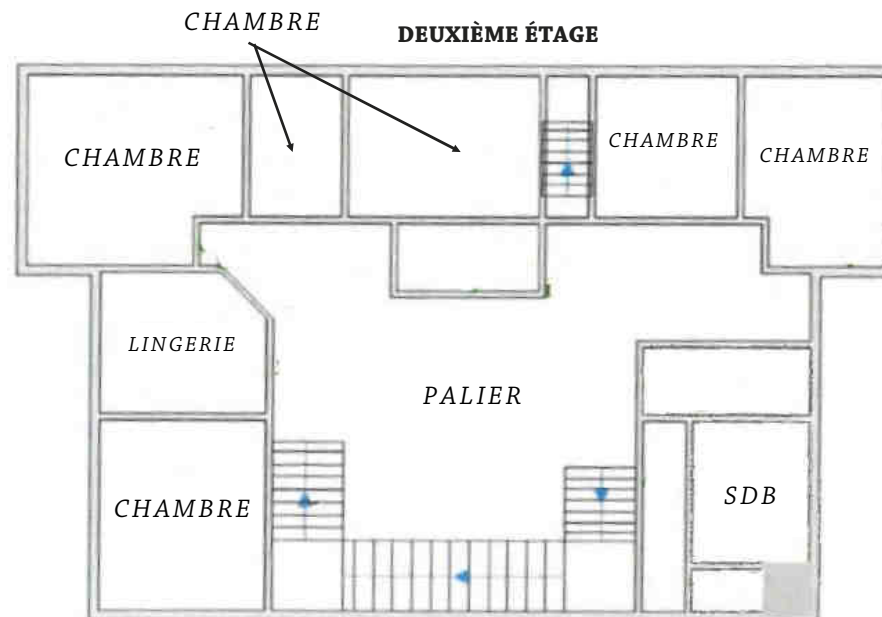 CHAMBRE
DEUXIÈME ÉTAGE
CHAMBRE
CHAMBRE
CHAMBRE
LINGERIE
PALIER
CHAMBRE
SDB